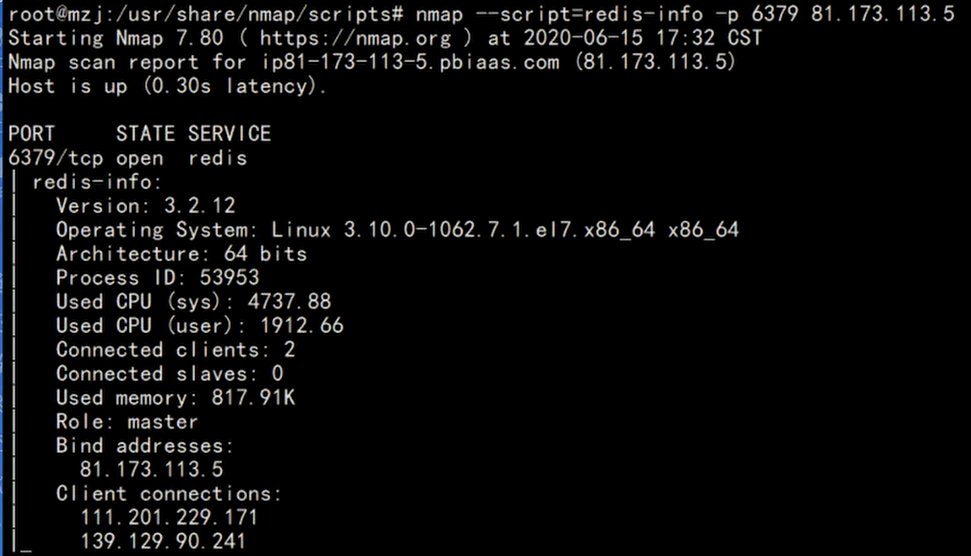 root@mzj:/usr/share/nmap/scripts# nmap --script=redis-info -p 6379 81.173.113.5
Starting Nmap 7.80 ( https://nmap.org ) at 2020-06-15 17:32 CST
Nmap scan report for ip81-173-113-5.pbiaas.com (81.173.113.5)
Host is up (0.30s latency).

PORT     STATE SERVICE
6379/tcp open  redis
| redis-info:
|   Version: 3.2.12
|   Operating System: Linux 3.10.0-1062.7.1.el7.x86_64 x86_64
|   Architecture: 64 bits
|   Process ID: 53953
|   Used CPU (sys): 4737.88
|   Used CPU (user): 1912.66
|   Connected clients: 2
|   Connected slaves: 0
|   Used memory: 817.91K
|   Role: master
|   Bind addresses:
|     81.173.113.5
|   Client connections:
|     111.201.229.171
|_    139.129.90.241